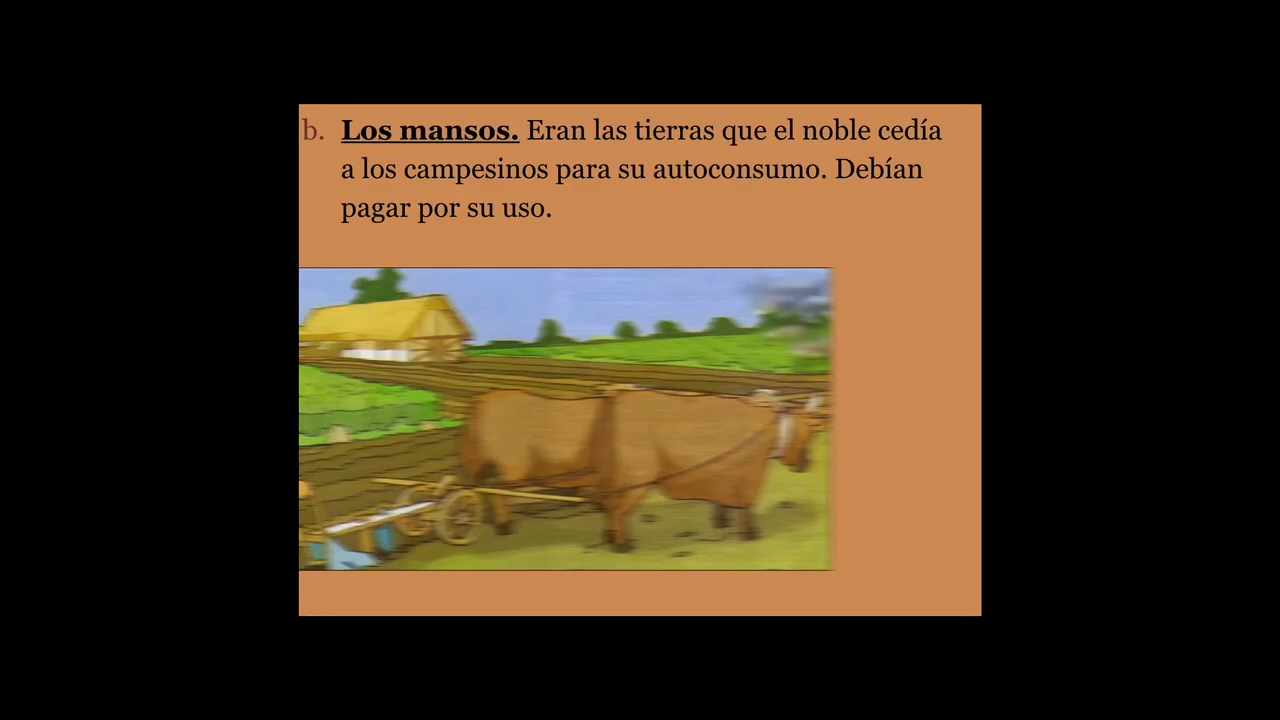 b. Los mansos. Eran las tierras que el noble cedía
a los campesinos para su autoconsumo. Debían
pagar por su uso.